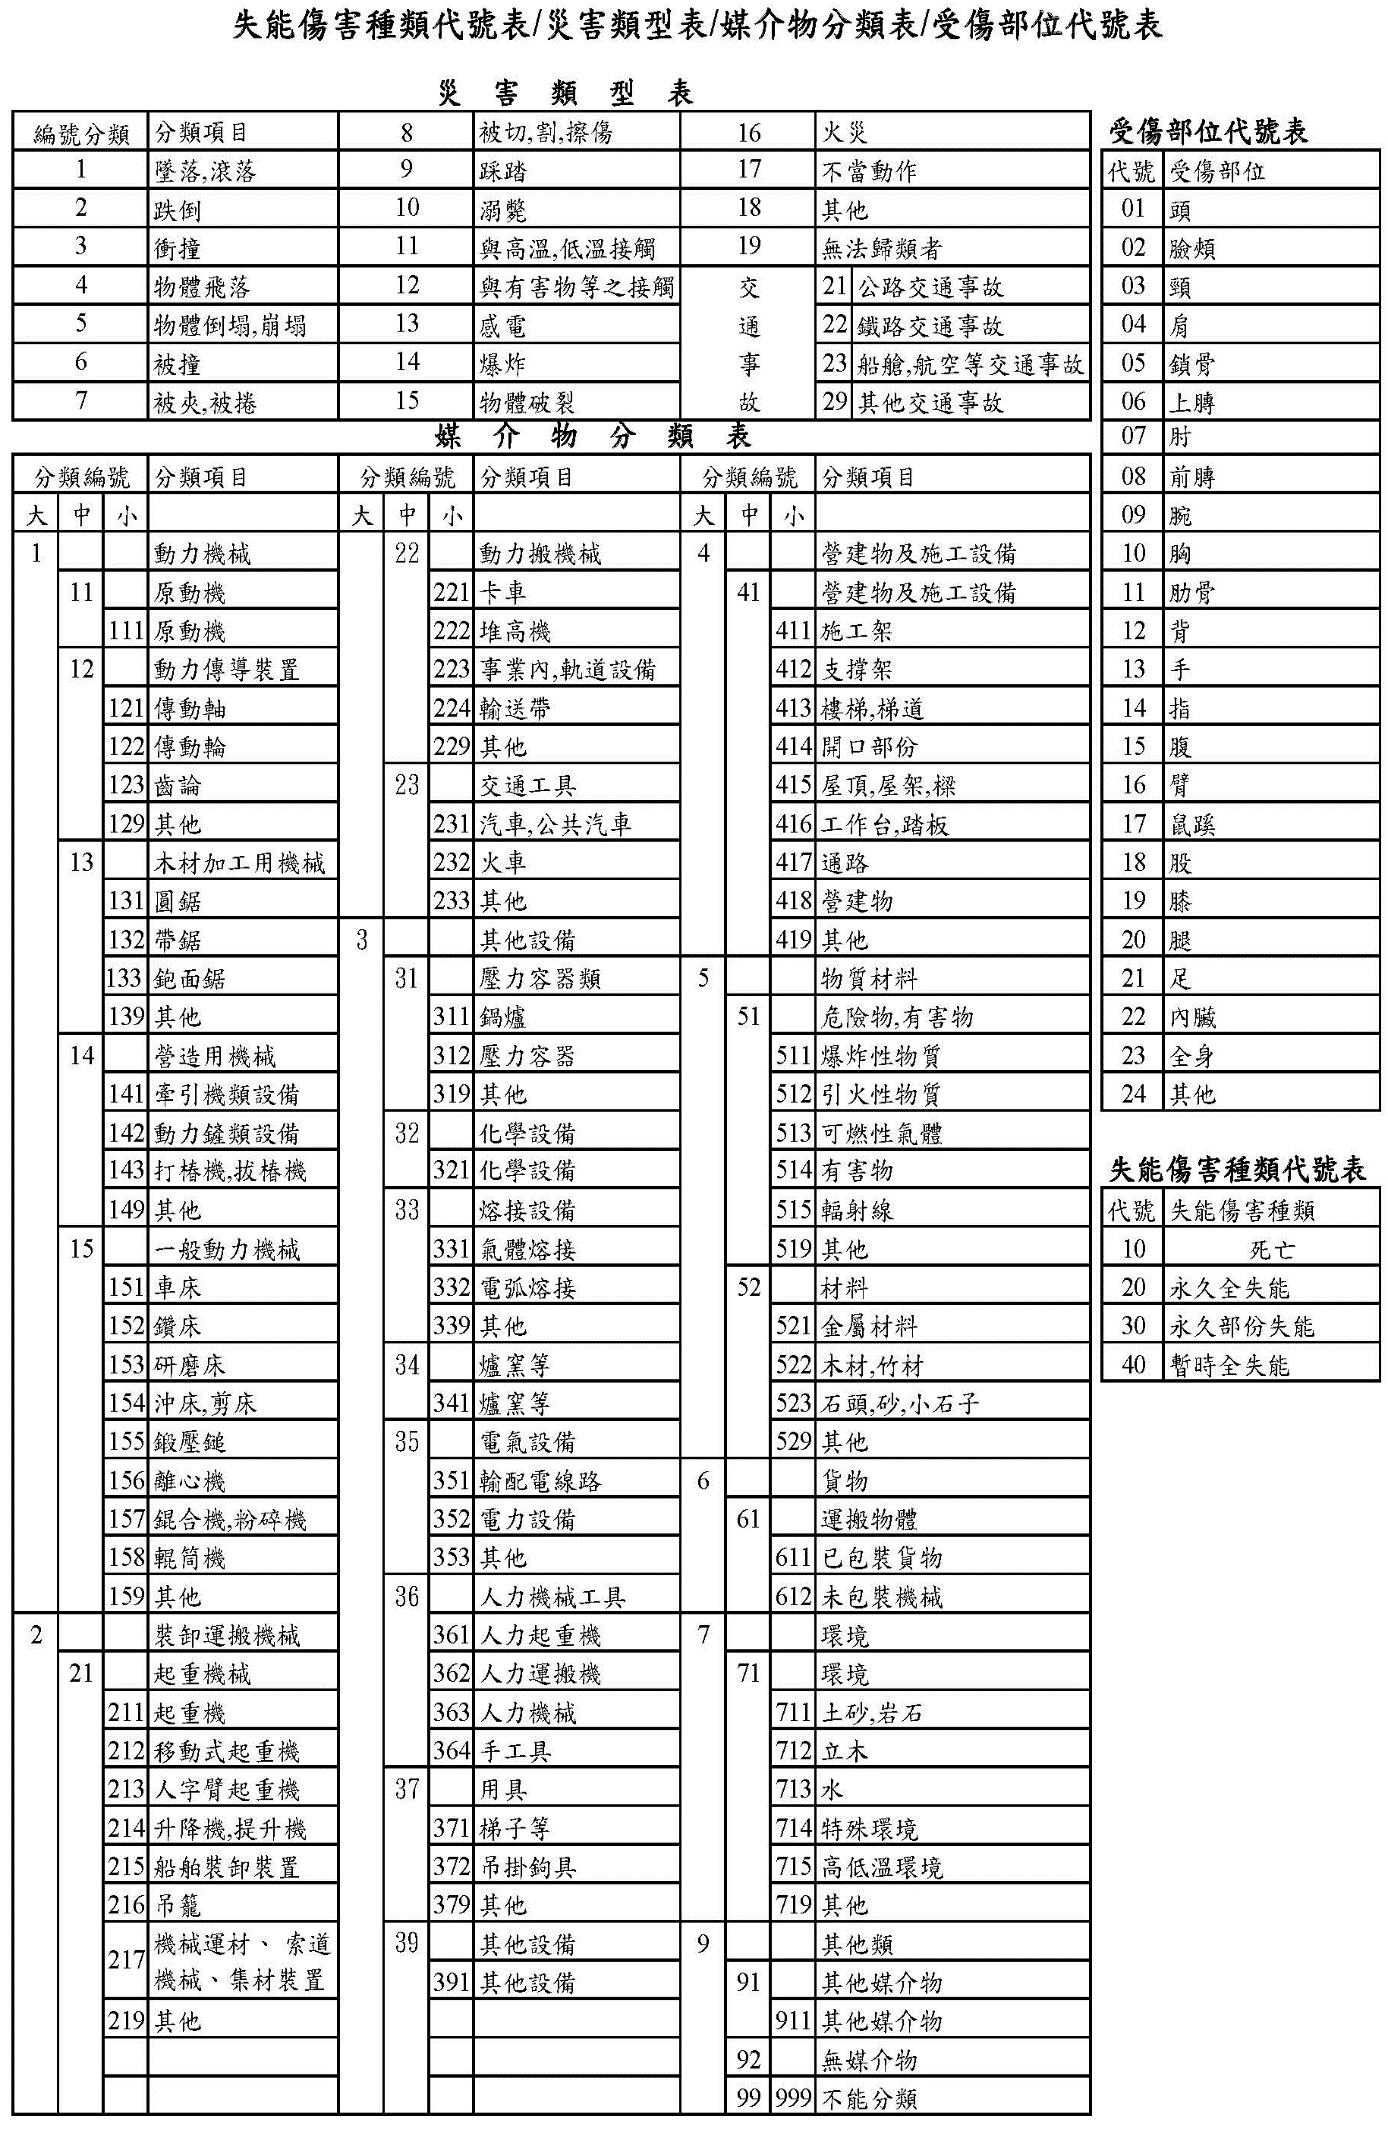 失能傷害種類代號表/災害類型表/媒介物分類表/受傷部位代號表
災害類型表
編號分類 分類項目 8 被切,割,擦傷 16 火災
1 墜落,滾落 9 踩踏 17 不當動作
2 跌倒 10 溺斃 18 其他
3 衝撞 11 與高溫,低溫接觸 19 無法歸類者
4 物體飛落 12 與有害物等之接觸 交 21 公路交通事故
5 物體倒塌,崩塌 13 感電 通 22 鐵路交通事故
6 被撞 14 爆炸 事 23 船艙,航空等交通事故
7 被夾,被捲 15 物體破裂 故 29 其他交通事故
媒介物分類表
分類編號 分類項目 分類編號 分類項目 分類編號 分類項目
大 中 小 大 中 小 大 中 小
1 動力機械 22 動力搬機械 4 營建物及施工設備
11 原動機 221 卡車 41 營建物及施工設備
111 原動機 222 堆高機 411 施工架
12 動力傳導裝置 223 事業內,軌道設備 412 支撐架
121 傳動軸 224 輸送帶 413 樓梯,梯道
122 傳動輪 229 其他 414 開口部份
123 齒論 23 交通工具 415 屋頂,屋架,樑
129 其他 231 汽車,公共汽車 416 工作台,踏板
13 木材加工用機械 232 火車 417 通路
131 圓鋸 233 其他 418 營建物
132 帶鋸 3 其他設備 419 其他
133 鉋面鋸 31 壓力容器類 5 物質材料
139 其他 311 鍋爐 51 危險物,有害物
14 營造用機械 312 壓力容器 511 爆炸性物質
141 牽引機類設備 319 其他 512 引火性物質
142 動力鏟類設備 32 化學設備 513 可燃性氣體
143 打樁機,拔樁機 321 化學設備 514 有害物
149 其他 33 熔接設備 515 輻射線
15 一般動力機械 331 氣體熔接 519 其他
151 車床 332 電弧熔接 52 材料
152 鑽床 339 其他 521 金屬材料
153 研磨床 34 爐窯等 522 木材,竹材
154 沖床,剪床 341 爐窯等 523 石頭,砂,小石子
155 鍛壓鎚 35 電氣設備 529 其他
156 離心機 351 輸配電線路 6 貨物
157 錕合機,粉碎機 352 電力設備 61 運搬物體
158 輥筒機 353 其他 611 已包裝貨物
159 其他 36 人力機械工具 612 未包裝機械
2 裝卸運搬機械 361 人力起重機 7 環境
21 起重機械 362 人力運搬機 71 環境
211 起重機 363 人力機械 711 土砂,岩石
212 移動式起重機 364 手工具 712 立木
213 人字臂起重機 37 用具 713 水
214 升降機,提升機 371 梯子等 714 特殊環境
215 船舶裝卸裝置 372 吊掛鉤具 715 高低溫環境
216 吊籠 379 其他 719 其他
217 機械運材、 索道 39 其他設備 9 其他類
機械、集材裝置 391 其他設備 91 其他媒介物
219 其他 911 其他媒介物
92 無媒介物
99 999 不能分類
受傷部位代號表
代號 受傷部位
01 頭
02 臉頰
03 頸
04 肩
05 鎖骨
06 上膊
07 肘
08 前膊
09 腕
10 胸
11 肋骨
12 背
13 手
14 指
15 腹
16 臂
17 鼠蹊
18 股
19 膝
20 腿
21 足
22 內臟
23 全身
24 其他
失能傷害種類代號表
代號 失能傷害種類
10 死亡
20 永久全失能
30 永久部份失能
40 暫時全失能